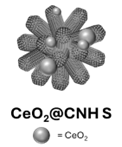 CeO₂@CNH S
= CeO₂